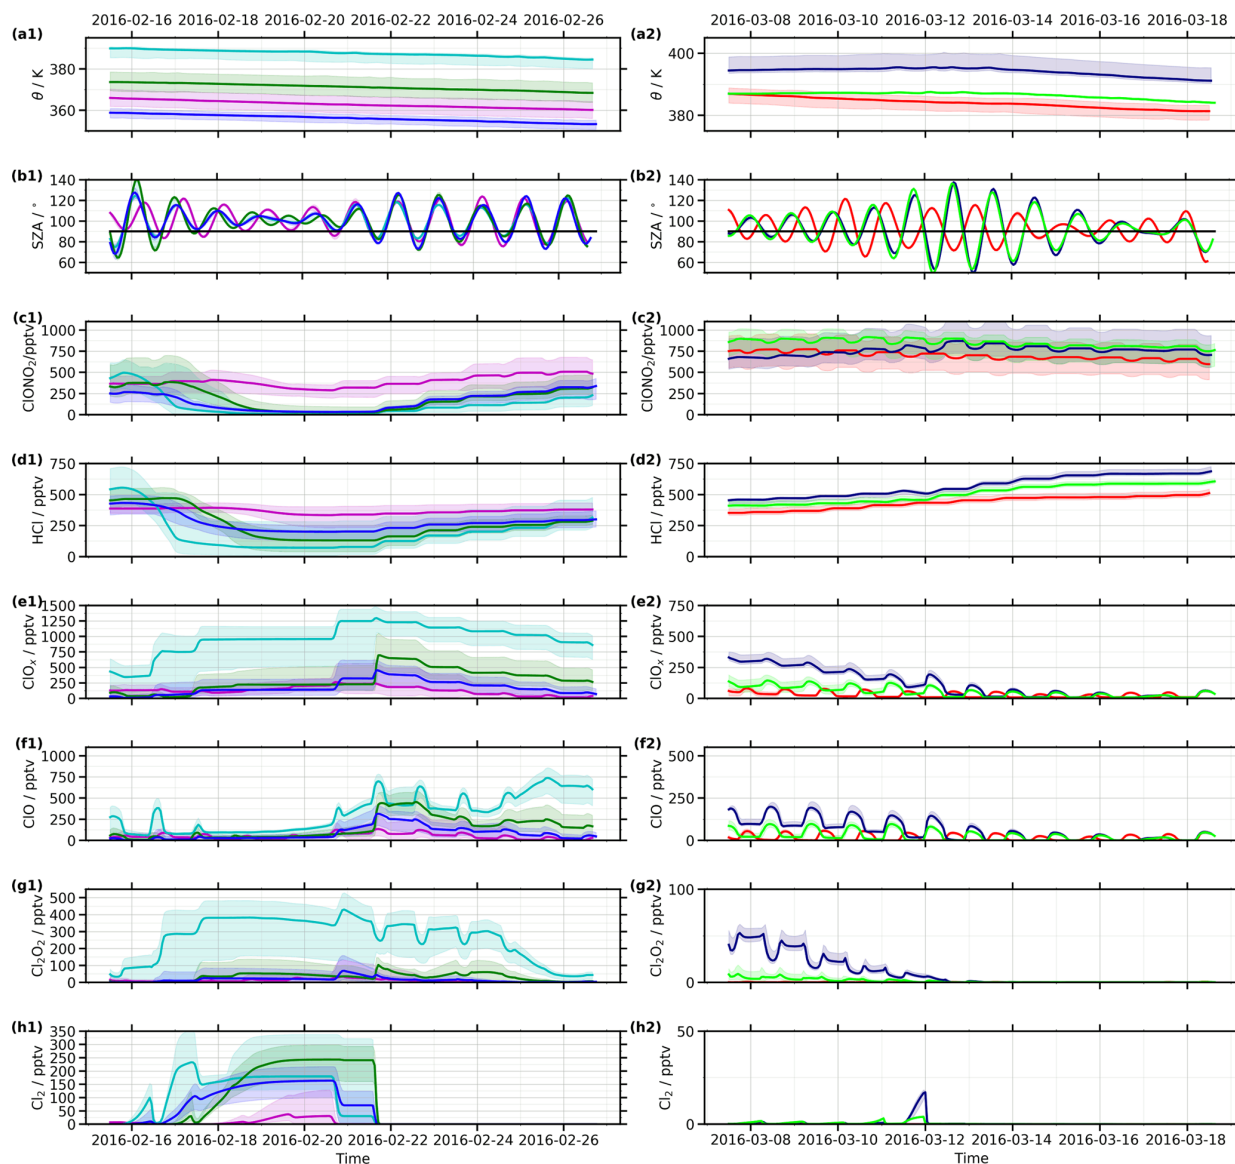 2016-02-16 2016-02-18 2016-02-20 2016-02-22 2016-02-24 2016-02-26
2016-03-08 2016-03-10 2016-03-12 2016-03-14 2016-03-16 2016-03-18
(a1)
θ / K
380
360
(a2)
θ / K
400
380
(b1)
SZA / °
140
120
100
80
60
(b2)
SZA / °
140
120
100
80
60
(c1)
ClONO₂/pptv
1000
750
500
250
0
(c2)
ClONO₂/pptv
1000
750
500
250
0
(d1)
HCl / pptv
750
500
250
0
(d2)
HCl / pptv
750
500
250
0
(e1)
ClOₓ / pptv
1500
1250
1000
750
500
250
0
(e2)
ClOₓ / pptv
750
500
250
0
(f1)
ClO / pptv
1000
750
500
250
0
(f2)
ClO / pptv
500
250
0
(g1)
Cl₂O₂ / pptv
500
400
300
200
100
0
(g2)
Cl₂O₂ / pptv
100
50
0
(h1)
Cl₂ / pptv
350
300
250
200
150
100
50
0
(h2)
Cl₂ / pptv
50
0
2016-02-16 2016-02-18 2016-02-20 2016-02-22 2016-02-24 2016-02-26
Time
2016-03-08 2016-03-10 2016-03-12 2016-03-14 2016-03-16 2016-03-18
Time